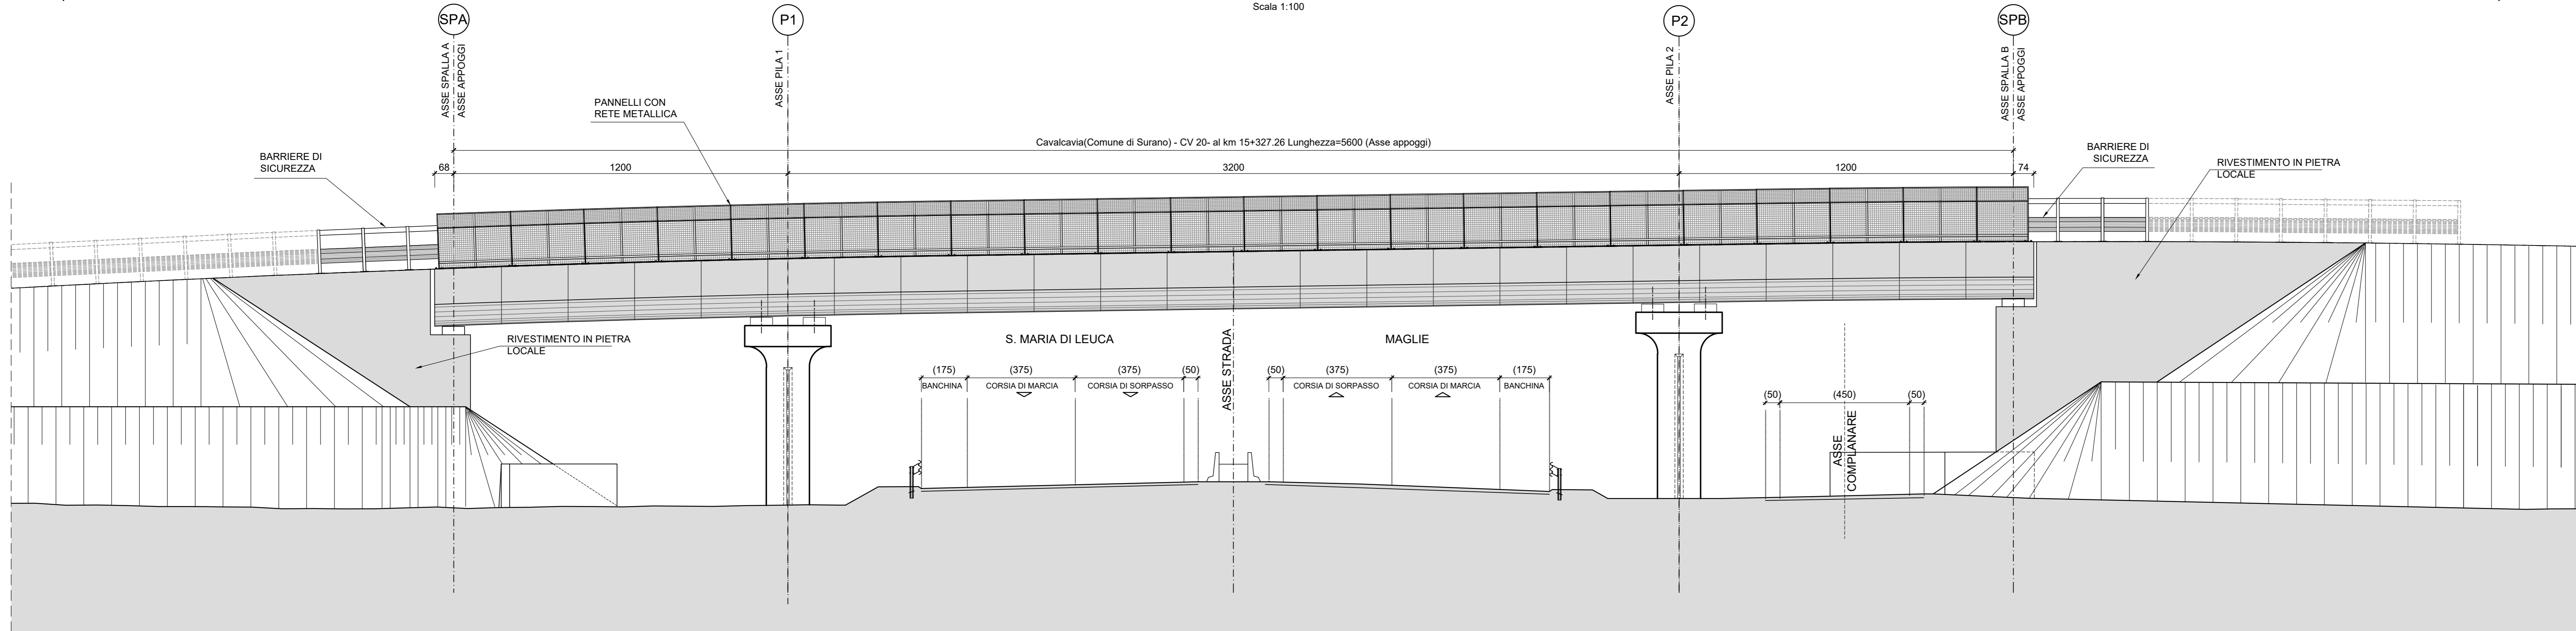 Scala 1:100
SPA
P1
P2
SPB
ASSE SPALLA A
ASSE APPOGGI
ASSE PILA 1
ASSE PILA 2
ASSE SPALLA B
ASSE APPOGGI
PANNELLI CON
RETE METALLICA
Cavalcavia(Comune di Surano) - CV 20- al km 15+327.26 Lunghezza=5600 (Asse appoggi)
BARRIERE DI
SICUREZZA
BARRIERE DI
SICUREZZA
RIVESTIMENTO IN PIETRA
LOCALE
68
1200
3200
1200
74
RIVESTIMENTO IN PIETRA
LOCALE
S. MARIA DI LEUCA
ASSE STRADA
MAGLIE
(175)
(375)
(375)
(50)
(50)
(375)
(375)
(175)
BANCHINA
CORSIA DI MARCIA
CORSIA DI SORPASSO
CORSIA DI SORPASSO
CORSIA DI MARCIA
BANCHINA
(50)
(450)
(50)
ASSE
COMPLANARE